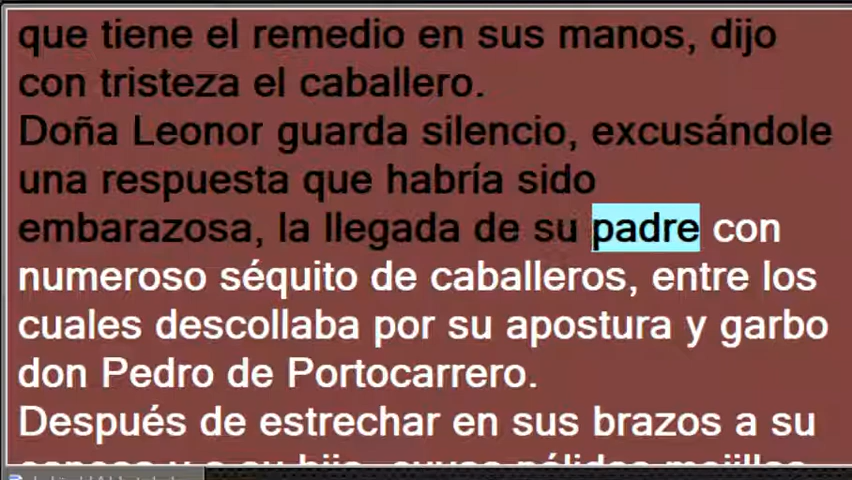 que tiene el remedio en sus manos, dijo
con tristeza el caballero.
Doña Leonor guarda silencio, excusándole
una respuesta que habría sido
embarazosa, la llegada de su padre con
numeroso séquito de caballeros, entre los
cuales descollaba por su apostura y garbo
don Pedro de Portocarrero.
Después de estrechar en sus brazos a su